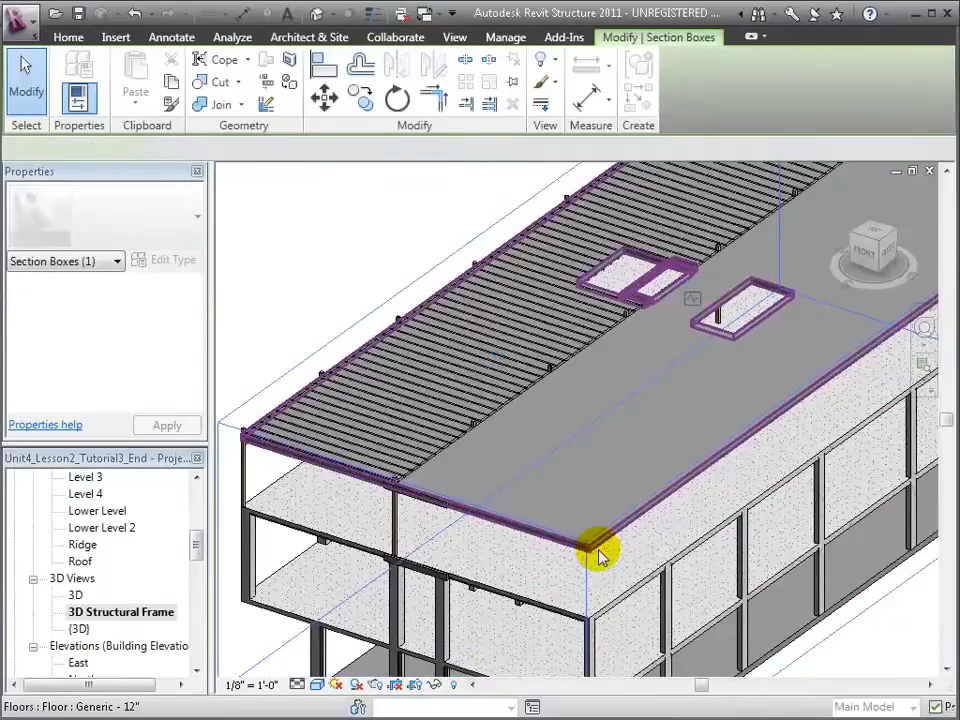 Autodesk Revit Structure 2011 - UNREGISTERED ...
Home Insert Annotate Analyze Architect & Site Collaborate View Manage Add-Ins Modify | Section Boxes
Modify Paste Cope Cut Join
Select Properties Clipboard Geometry Modify View Measure Create
Properties
Section Boxes (1) Edit Type
Properties help Apply
Unit4_Lesson2_Tutorial3_End - Proje...
Level 3
Level 4
Lower Level
Lower Level 2
Ridge
Roof
3D Views
3D
3D Structural Frame
{3D}
Elevations (Building Elevatio
East
FRONT
1/8" = 1'-0"
Floors : Floor : Generic - 12" Main Model